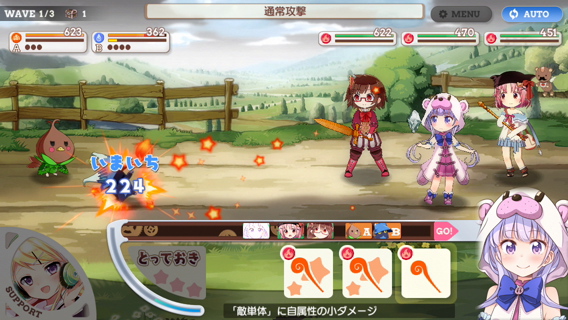 WAVE 1/3 1
通常攻撃
MENU
AUTO
623
362
622
470
451
A
B
いまいち
224
A
B
GO!
とっておき
SUPPORT
「敵単体」に自属性の小ダメージ